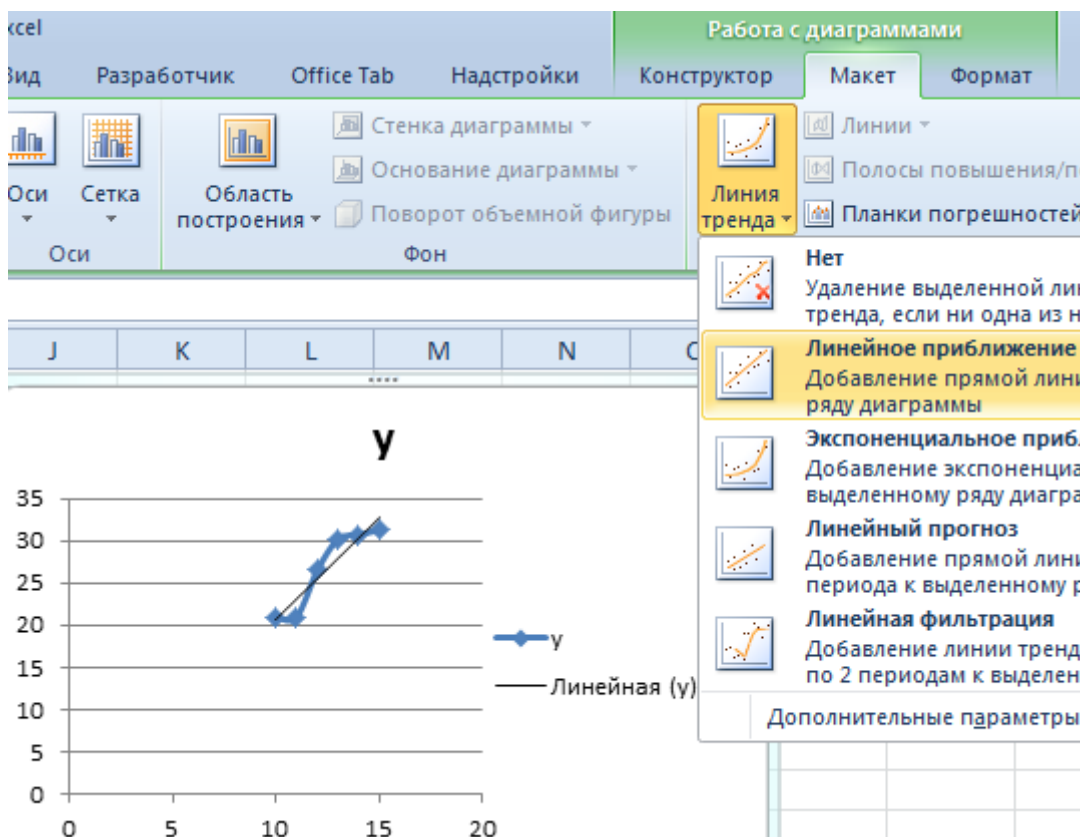 xcel
Работа с диаграммами
Вид Разработчик Office Tab Надстройки Конструктор Макет Формат
Стенка диаграммы
Линии
Основание диаграммы
Полосы повышения/п
Оси Сетка Область построения
Поворот объемной фигуры
Линия тренда
Планки погрешностей
Оси
Фон
Нет
Удаление выделенной ли
тренда, если ни одна из н
J K L M N
Линейное приближение
Добавление прямой лини
ряду диаграммы
Экспоненциальное приб
Добавление экспоненциа
выделенному ряду диагра
Линейный прогноз
Добавление прямой лини
периода к выделенному р
Линейная фильтрация
Добавление линии тренд
по 2 периодам к выделен
Дополнительные параметры
y
35
30
25
20
15
10
5
0
0 5 10 15 20
y
Линейная (y)